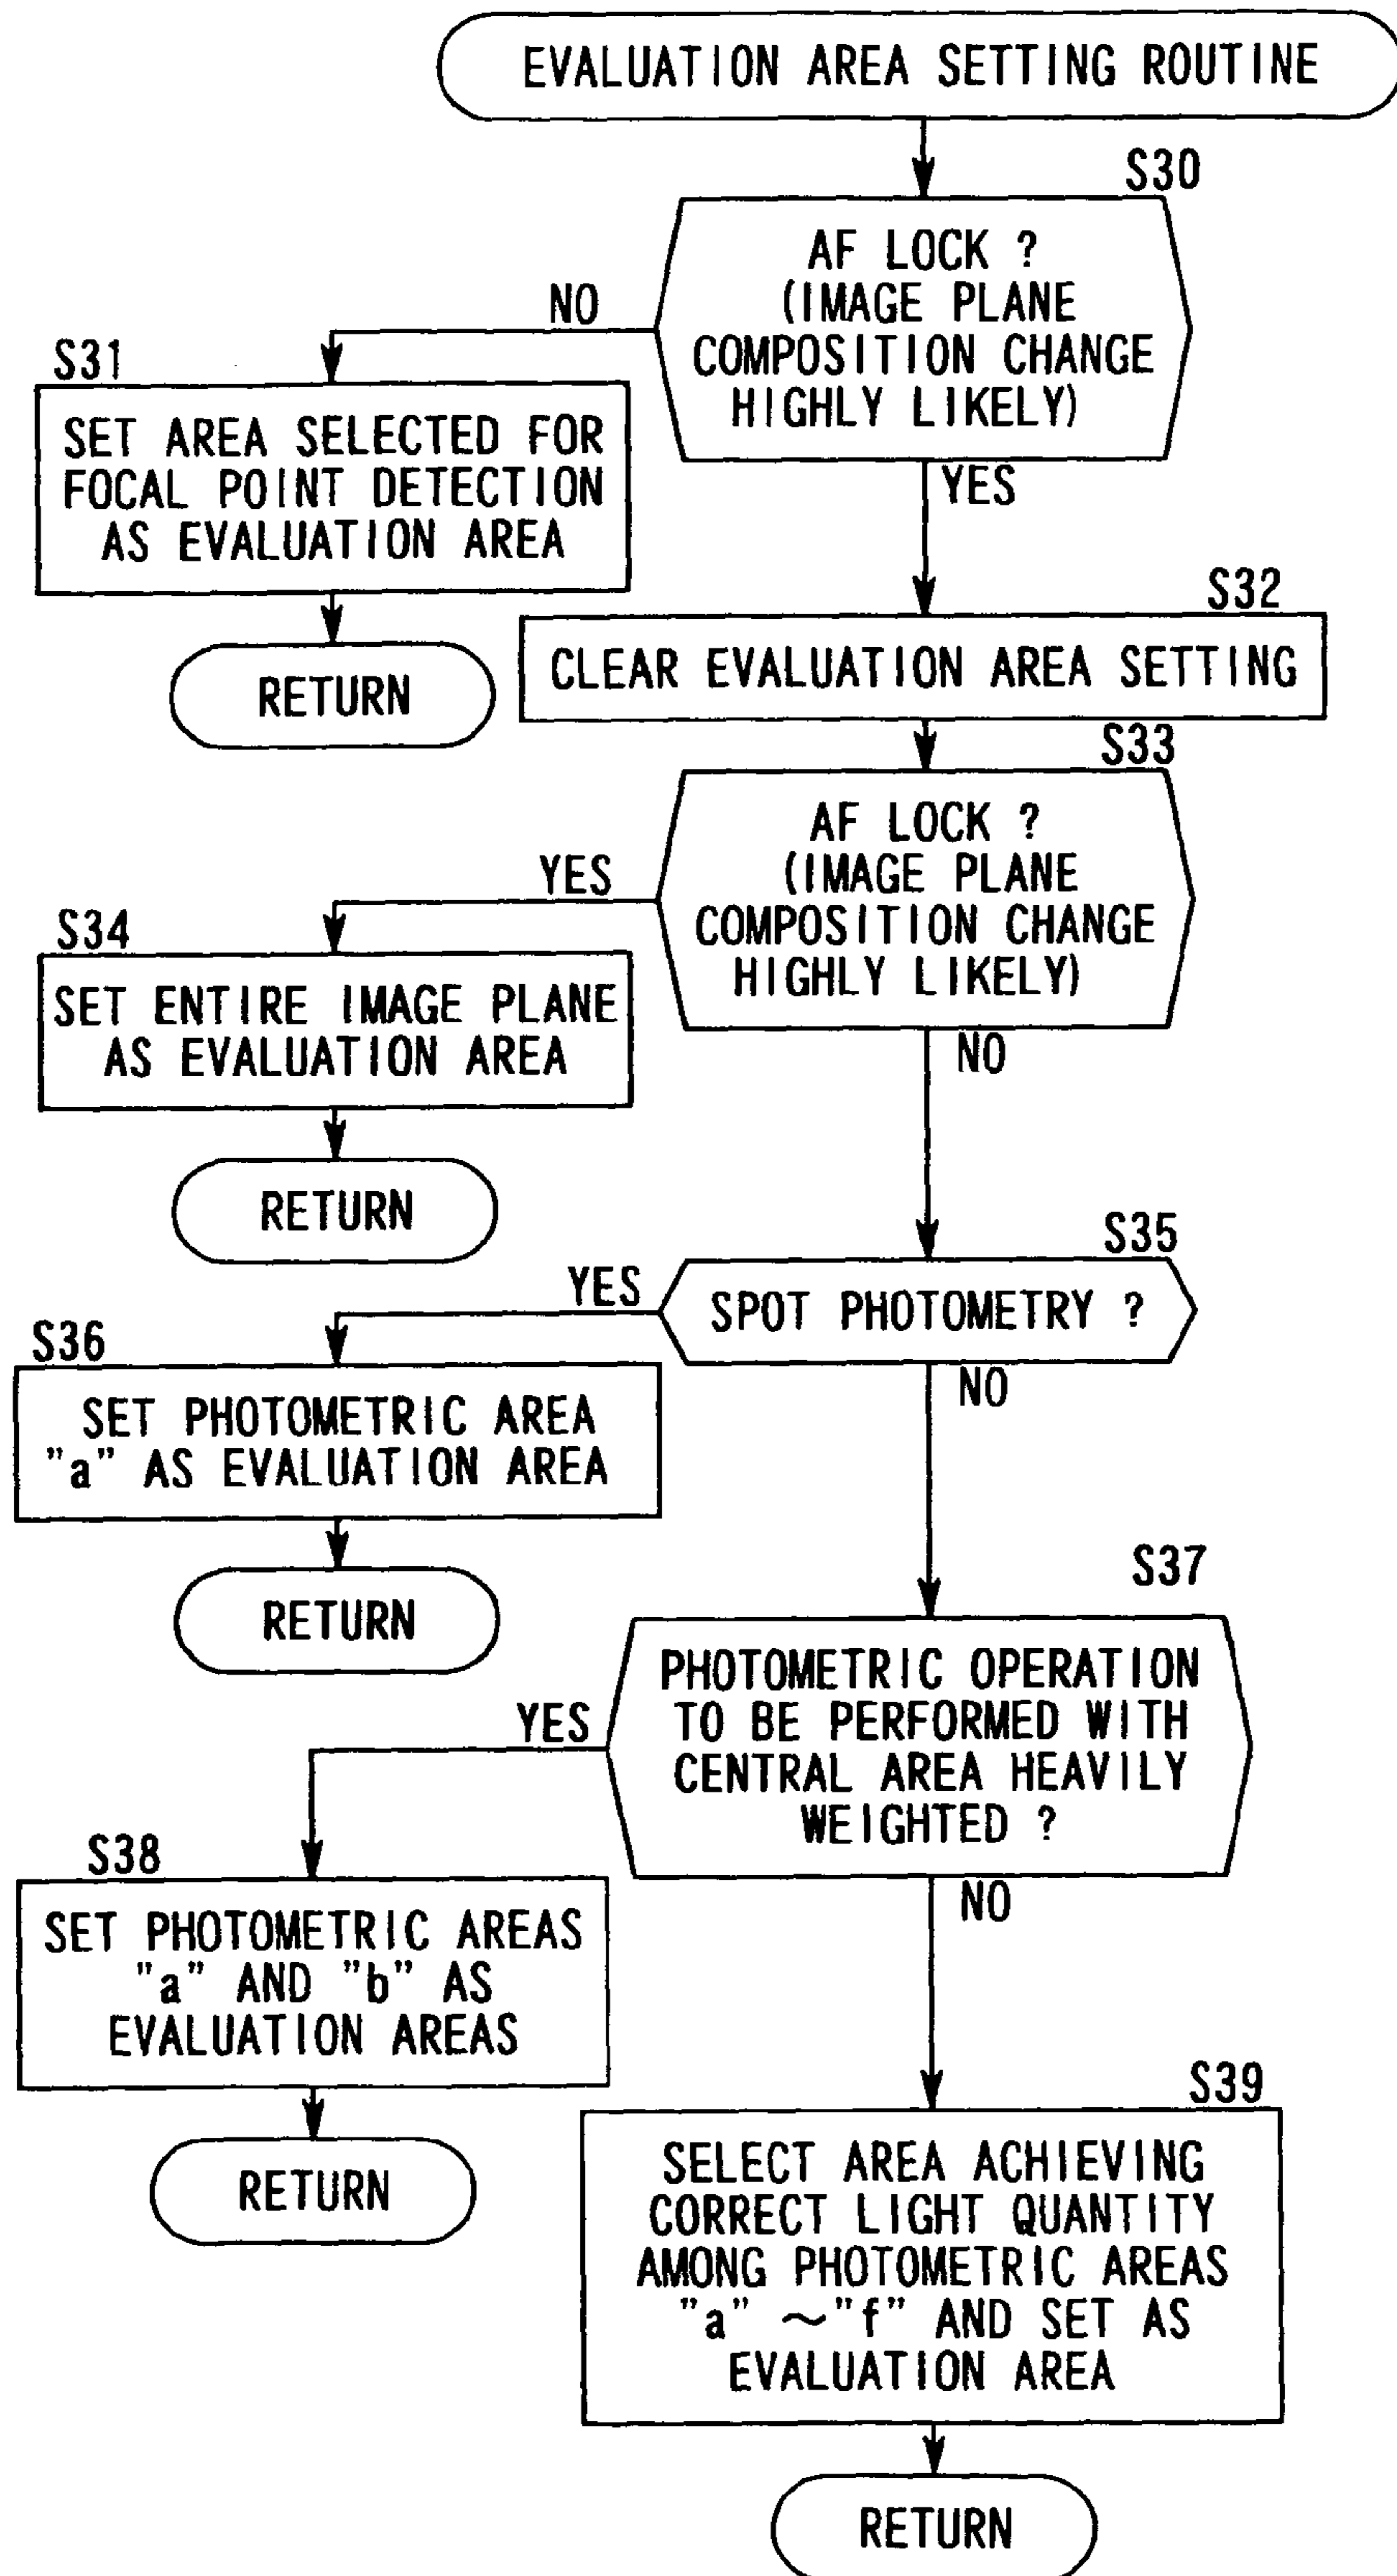 EVALUATION AREA SETTING ROUTINE
S30
AF LOCK ?
(IMAGE PLANE
COMPOSITION CHANGE
HIGHLY LIKELY)
NO
YES
S31
SET AREA SELECTED FOR
FOCAL POINT DETECTION
AS EVALUATION AREA
RETURN
S32
CLEAR EVALUATION AREA SETTING
S33
AF LOCK ?
(IMAGE PLANE
COMPOSITION CHANGE
HIGHLY LIKELY)
YES
NO
S34
SET ENTIRE IMAGE PLANE
AS EVALUATION AREA
RETURN
S35
SPOT PHOTOMETRY ?
YES
NO
S36
SET PHOTOMETRIC AREA
"a" AS EVALUATION AREA
RETURN
S37
PHOTOMETRIC OPERATION
TO BE PERFORMED WITH
CENTRAL AREA HEAVILY
WEIGHTED ?
YES
NO
S38
SET PHOTOMETRIC AREAS
"a" AND "b" AS
EVALUATION AREAS
RETURN
S39
SELECT AREA ACHIEVING
CORRECT LIGHT QUANTITY
AMONG PHOTOMETRIC AREAS
"a" ~"f" AND SET AS
EVALUATION AREA
RETURN